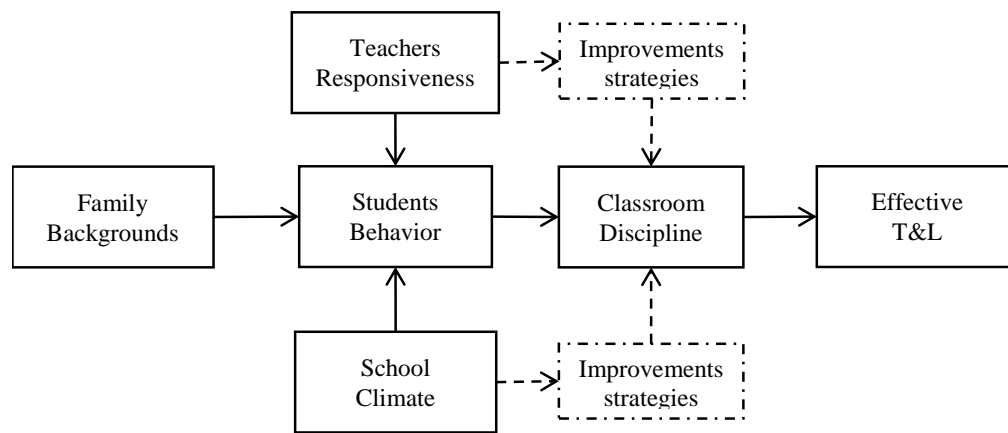 Teachers
Responsiveness
Improvements
strategies
Family
Backgrounds
Students
Behavior
Classroom
Discipline
Effective
T&L
School
Climate
Improvements
strategies